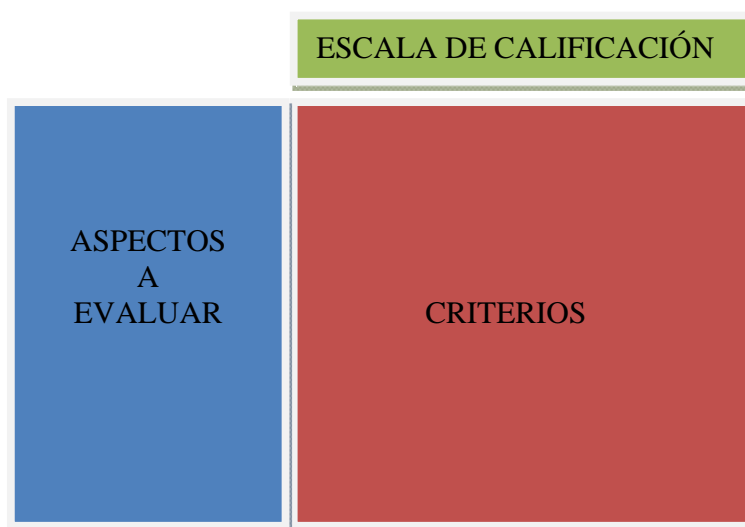 ESCALA DE CALIFICACIÓN
ASPECTOS
A
EVALUAR
CRITERIOS